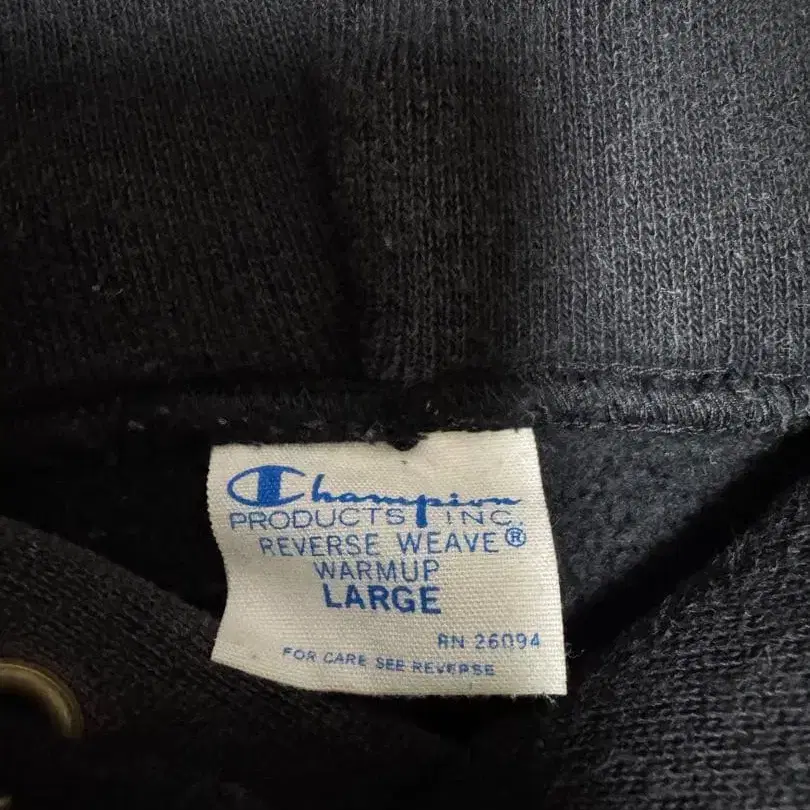 Champion
PRODUCTS INC.
REVERSE WEAVE®
WARMUP
LARGE
RN 26094
FOR CARE SEE REVERSE